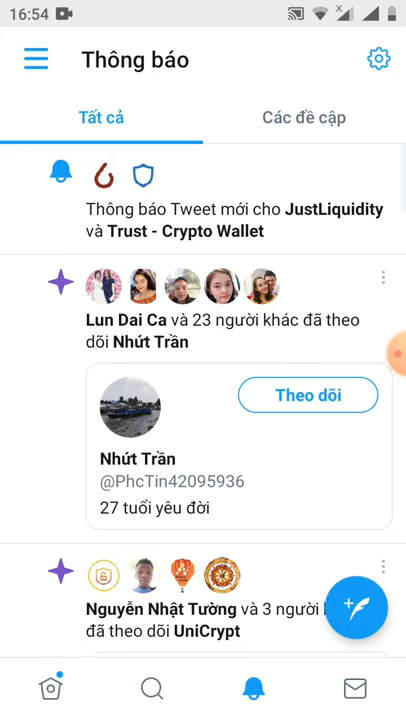 16:54
Thông báo
Tất cả
Các đề cập
Thông báo Tweet mới cho JustLiquidity
và Trust - Crypto Wallet
Lun Dai Ca và 23 người khác đã theo
dõi Nhứt Trần
Theo dõi
Nhứt Trần
@PhcTin42095936
27 tuổi yêu đời
Nguyễn Nhật Tường và 3 người
đã theo dõi UniCrypt